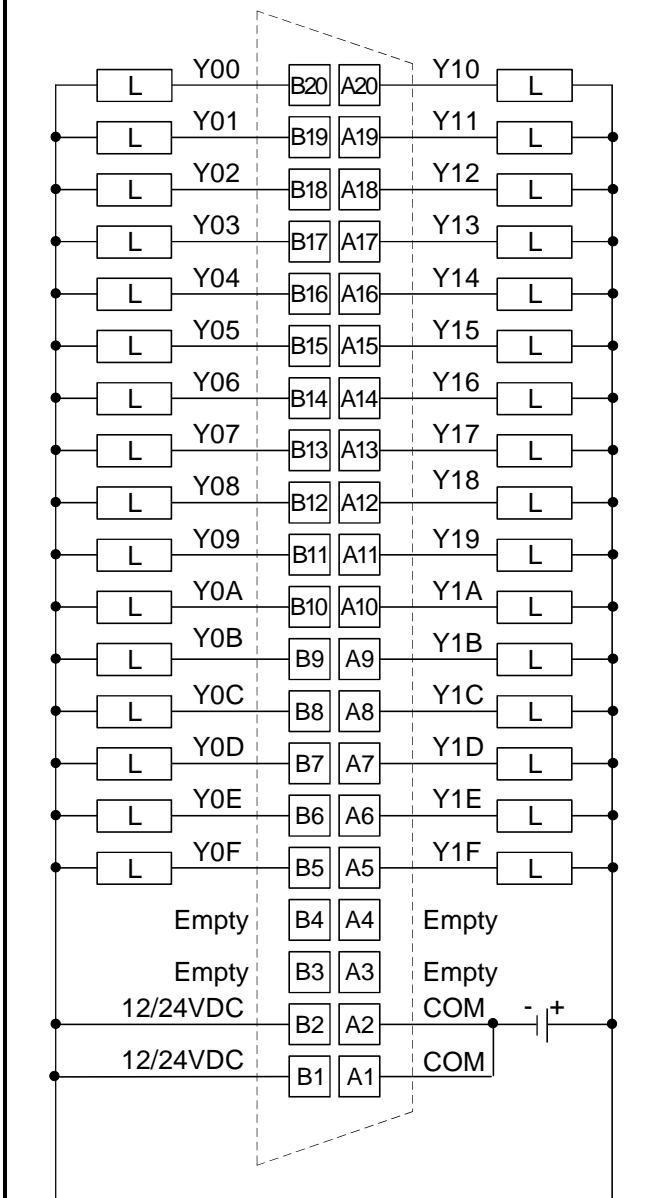 L Y00 B20 A20 Y10 L
L Y01 B19 A19 Y11 L
L Y02 B18 A18 Y12 L
L Y03 B17 A17 Y13 L
L Y04 B16 A16 Y14 L
L Y05 B15 A15 Y15 L
L Y06 B14 A14 Y16 L
L Y07 B13 A13 Y17 L
L Y08 B12 A12 Y18 L
L Y09 B11 A11 Y19 L
L Y0A B10 A10 Y1A L
L Y0B B9 A9 Y1B L
L Y0C B8 A8 Y1C L
L Y0D B7 A7 Y1D L
L Y0E B6 A6 Y1E L
L Y0F B5 A5 Y1F L
Empty B4 A4 Empty
Empty B3 A3 Empty
12/24VDC B2 A2 COM - +
12/24VDC B1 A1 COM